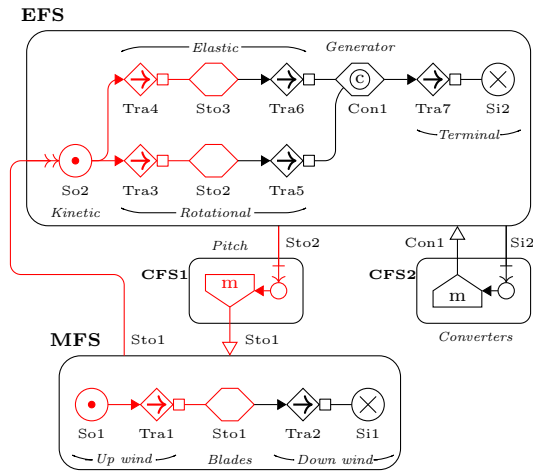 EFS
Elastic Generator
c
Tra4 Sto3 Tra6 Con1 Tra7 Si2
Terminal
So2 Tra3 Sto2 Tra5
Kinetic Rotational
Pitch Sto2 Con1 Si2
CFS1 m CFS2 m
Converters
MFS Sto1 Sto1
So1 Tra1 Sto1 Tra2 Si1
Up wind Blades Down wind